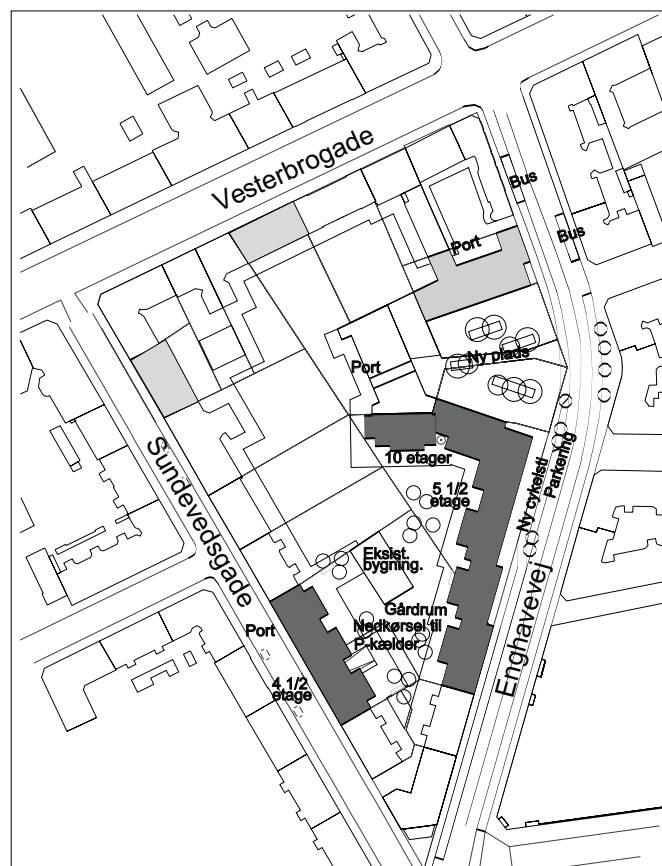 Vesterbrogade
Bus
Port
Bus
Ny plads
Port
10 etager
5 1/2
etage
Ny cykelsti
Parkering
Sundevedsgade
Eksist.
bygning.
Gårdrum
Nedkørsel til
P-kælder
Port
4 1/2
etage
Enghavevej